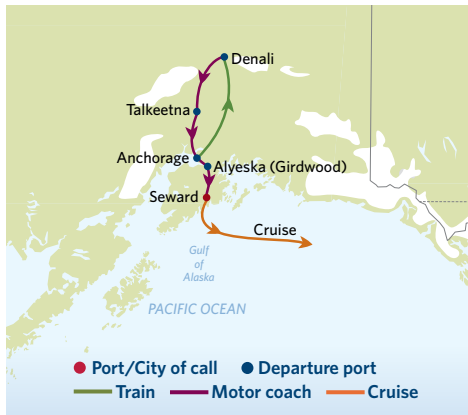 Denali
Talkeetna
Anchorage
Alyeska (Girdwood)
Seward
Cruise
Gulf
of
Alaska
PACIFIC OCEAN
Port/City of call
Departure port
Train
Motor coach
Cruise